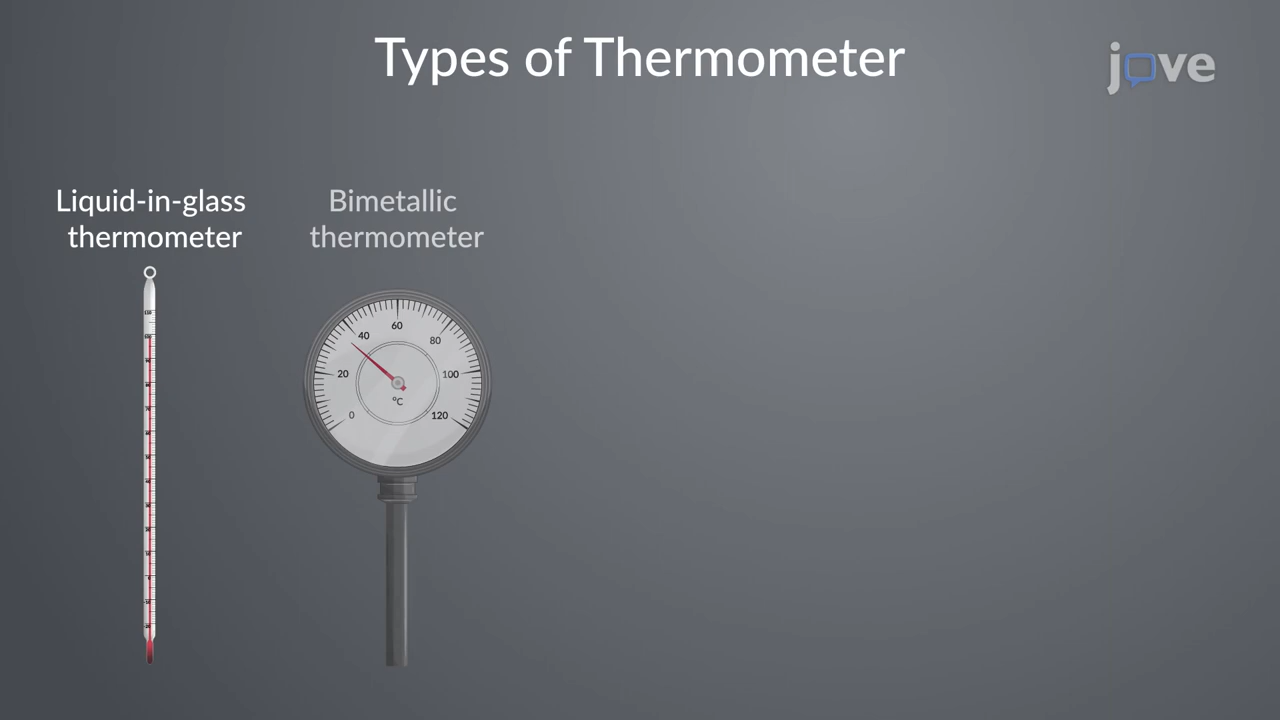 Types of Thermometer
jove
Liquid-in-glass
thermometer
Bimetallic
thermometer
60
40
80
20
100
°C
0
120